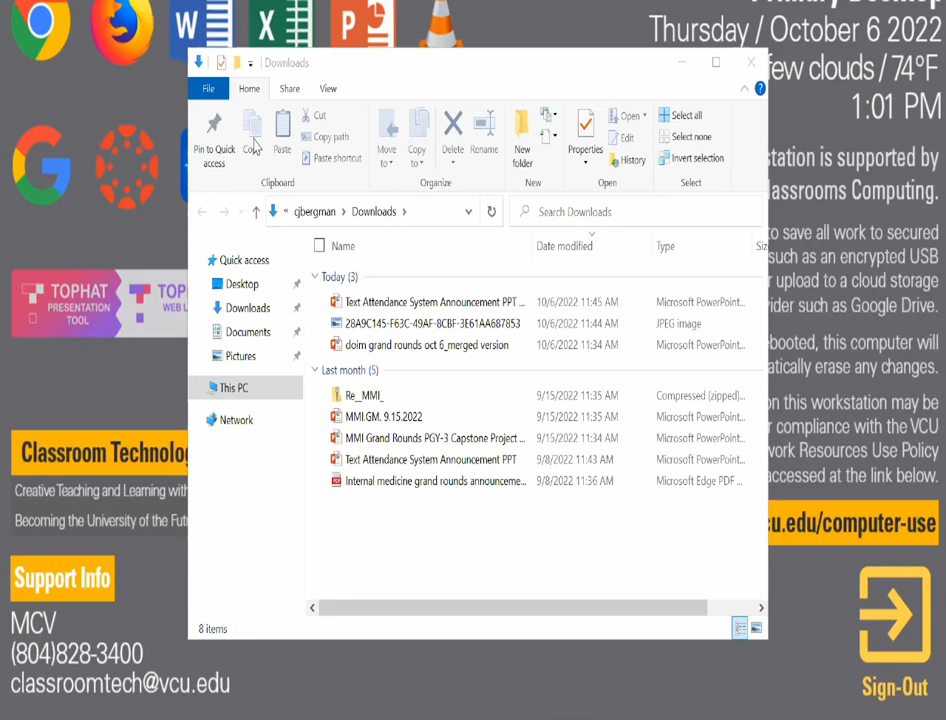 Primary Desktop
Thursday / October 6 2022
few clouds / 74°F
1:01 PM
W
X
P
Downloads
File
Home
Share
View
?
Pin to Quick access
Copy
Paste
Cut
Copy path
Paste shortcut
Clipboard
Move to
Copy to
Delete
Rename
Organize
New folder
New
Properties
Open
Edit
History
Open
Select all
Select none
Invert selection
Select
« cjbergman > Downloads >
Search Downloads
Quick access
Desktop
Downloads
Documents
Pictures
This PC
Network
Name Date modified Type Siz
Today (3)
Text Attendance System Announcement PPT ... 10/6/2022 11:45 AM Microsoft PowerPoint...
28A9C145-F63C-49AF-8CBF-3E61AA687853 10/6/2022 11:44 AM JPEG image
doim grand rounds oct 6_merged version 10/6/2022 11:34 AM Microsoft PowerPoint...
Last month (5)
Re__MMI_ 9/15/2022 11:35 AM Compressed (zipped)...
MMI.GM. 9.15.2022 9/15/2022 11:35 AM Microsoft PowerPoint...
MMI Grand Rounds PGY-3 Capstone Project ... 9/15/2022 11:34 AM Microsoft PowerPoint...
Text Attendance System Announcement PPT 9/8/2022 11:43 AM Microsoft PowerPoint...
Internal medicine grand rounds announceme... 9/8/2022 11:36 AM Microsoft Edge PDF ...
8 items
G
TOPHAT
PRESENTATION
TOOL
TOP
WEB L
Classroom Technolog
Creative Teaching and Learning with
Becoming the University of the Futu
Support Info
MCV
(804)828-3400
classroomtech@vcu.edu
station is supported by
lassrooms Computing.
to save all work to secured
such as an encrypted USB
r upload to a cloud storage
ider such as Google Drive.
booted, this computer will
atically erase any changes.
on this workstation may be
r compliance with the VCU
work Resources Use Policy
accessed at the link below.
cu.edu/computer-use
Sign-Out